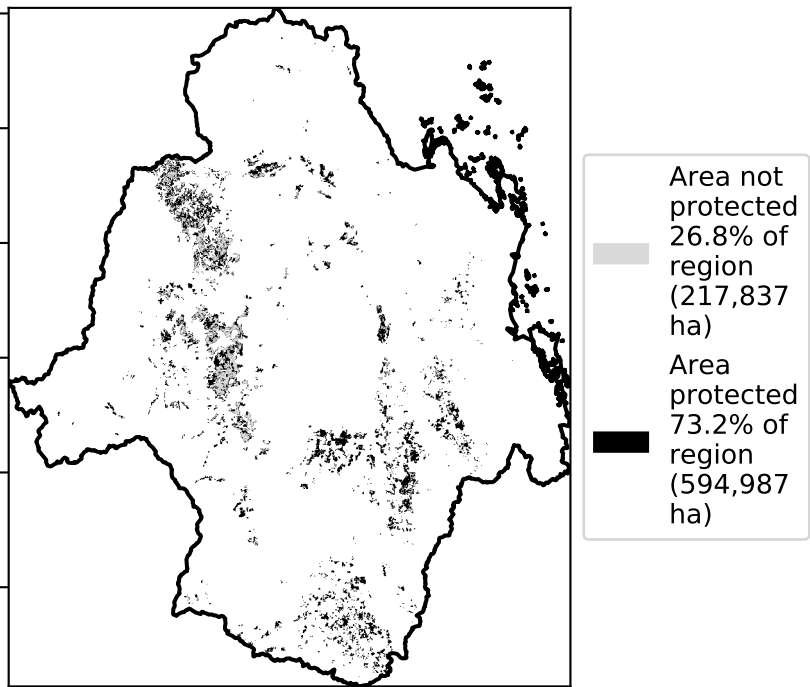 Area not
protected
26.8% of
region
(217,837
ha)
Area
protected
73.2% of
region
(594,987
ha)